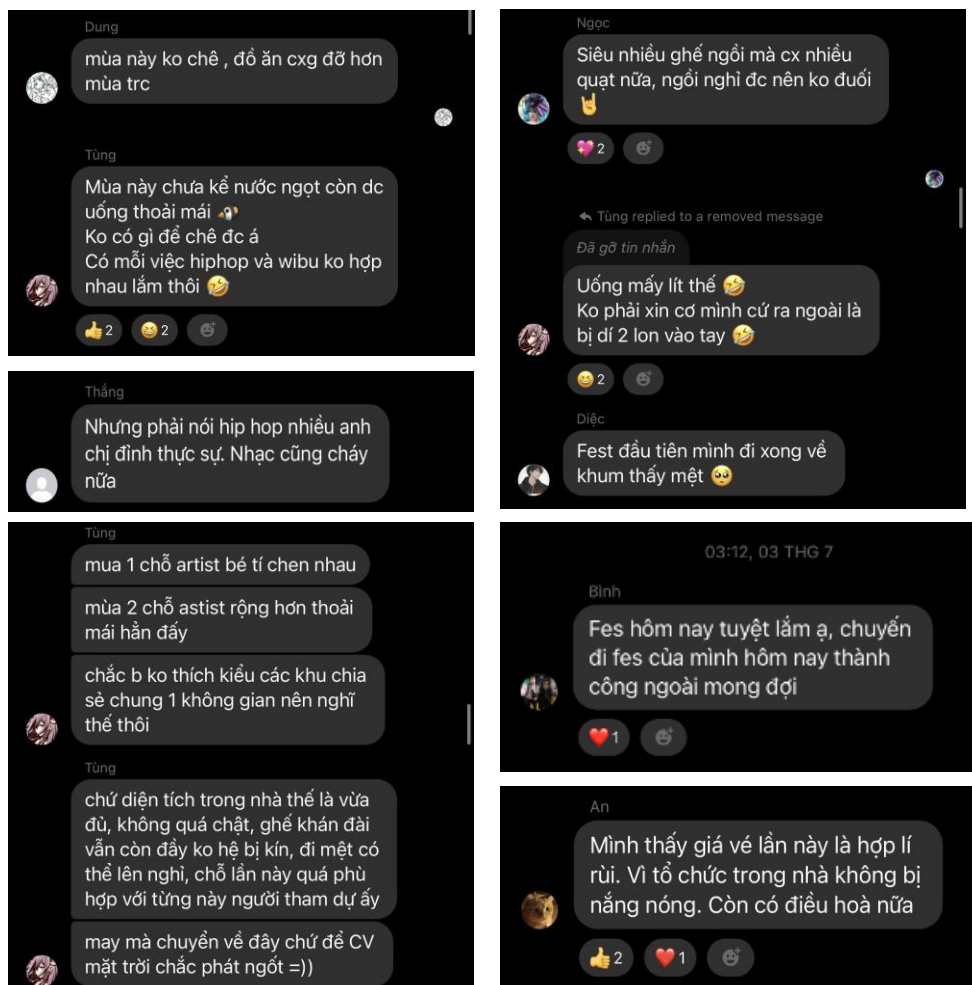 Dung
mùa này ko chê , đồ ăn cxg đỡ hơn
mùa trc
Tùng
Mùa này chưa kể nước ngọt còn dc
uống thoải mái
Ko có gì để chê đc á
Có mỗi việc hiphop và wibu ko hợp
nhau lắm thôi 🤣
👍 2 😆 2
Thắng
Nhưng phải nói hip hop nhiều anh
chị đỉnh thực sự. Nhạc cũng cháy
nữa
Tùng
mua 1 chỗ artist bé tí chen nhau
mùa 2 chỗ astist rộng hơn thoải
mái hẳn đấy
chắc b ko thích kiểu các khu chia
sẻ chung 1 không gian nên nghĩ
thế thôi
Tùng
chứ diện tích trong nhà thế là vừa
đủ, không quá chật, ghế khán đài
vẫn còn đầy ko hệ bị kín, đi mệt có
thể lên nghỉ, chỗ lần này quá phù
hợp với từng này người tham dự ấy
may mà chuyển về đây chứ để CV
mặt trời chắc phát ngốt =))
Ngọc
Siêu nhiều ghế ngồi mà cx nhiều
quạt nữa, ngồi nghỉ đc nên ko đuối
🤘
💖 2
Tùng replied to a removed message
Đã gỡ tin nhắn
Uống mấy lít thế 🤣
Ko phải xin cơ mình cứ ra ngoài là
bị dí 2 lon vào tay 🤣
😆 2
Diệc
Fest đầu tiên mình đi xong về
khum thấy mệt 🥺
03:12, 03 THG 7
Bình
Fes hôm nay tuyệt lắm ạ, chuyến
đi fes của mình hôm nay thành
công ngoài mong đợi
❤️ 1
An
Mình thấy giá vé lần này là hợp lí
rùi. Vì tổ chức trong nhà không bị
nắng nóng. Còn có điều hoà nữa
👍 2 ❤️ 1